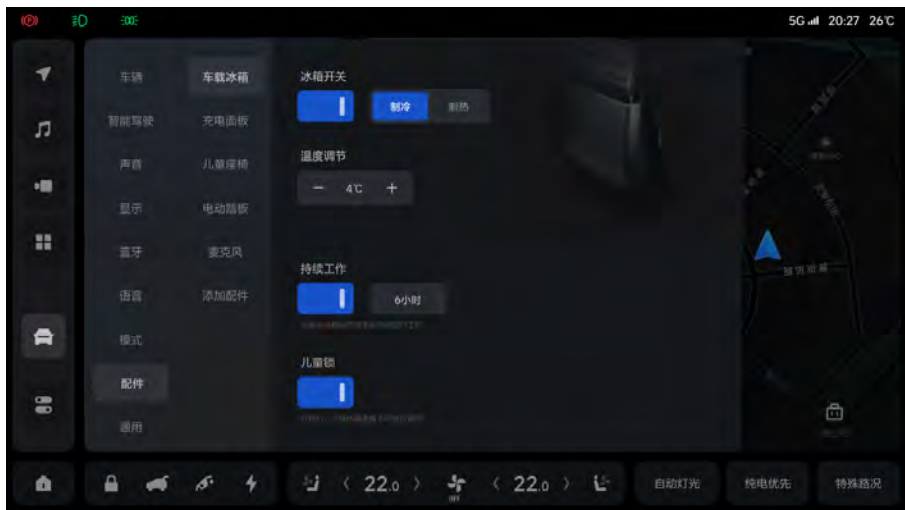 5G 20:27 26℃
车辆
智能驾驶
声音
显示
蓝牙
语言
模式
配件
通用
车载冰箱
充电面板
儿童座椅
电动踏板
麦克风
添加配件
冰箱开关
制冷 制热
温度调节
− 4℃ +
持续工作
6小时
儿童锁
22.0
OFF
22.0
自动灯光
纯电优先
特殊路况